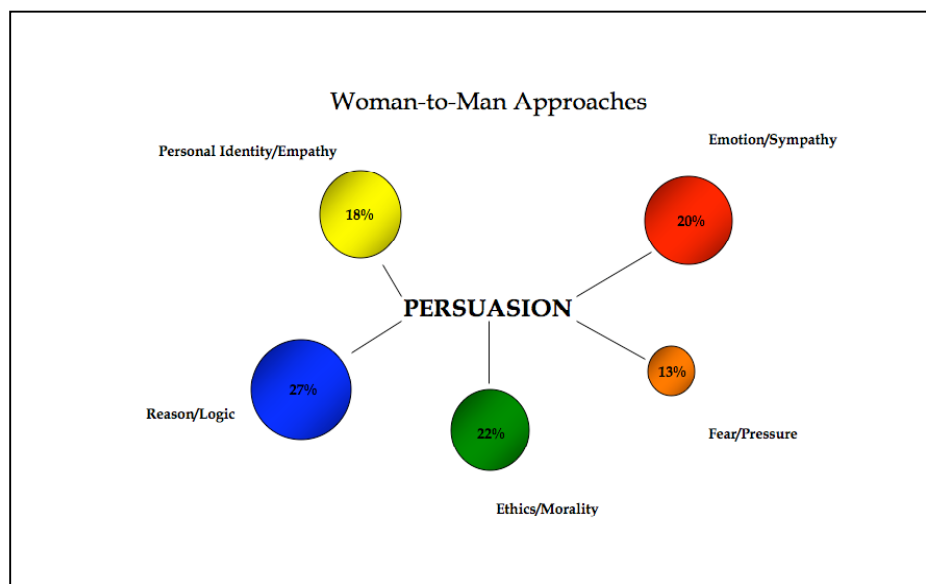 Woman-to-Man Approaches
Emotion/Sympathy
Personal Identity/Empathy
18%
20%
PERSUASION
13%
27%
Reason/Logic
22%
Fear/Pressure
Ethics/Morality